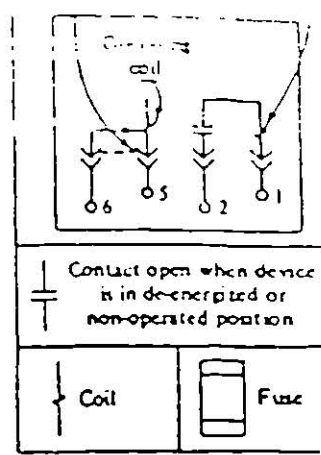 coil
6 5 2 1
Contact open when device
is in de-energized or
non-operated position
Coil
Fuse